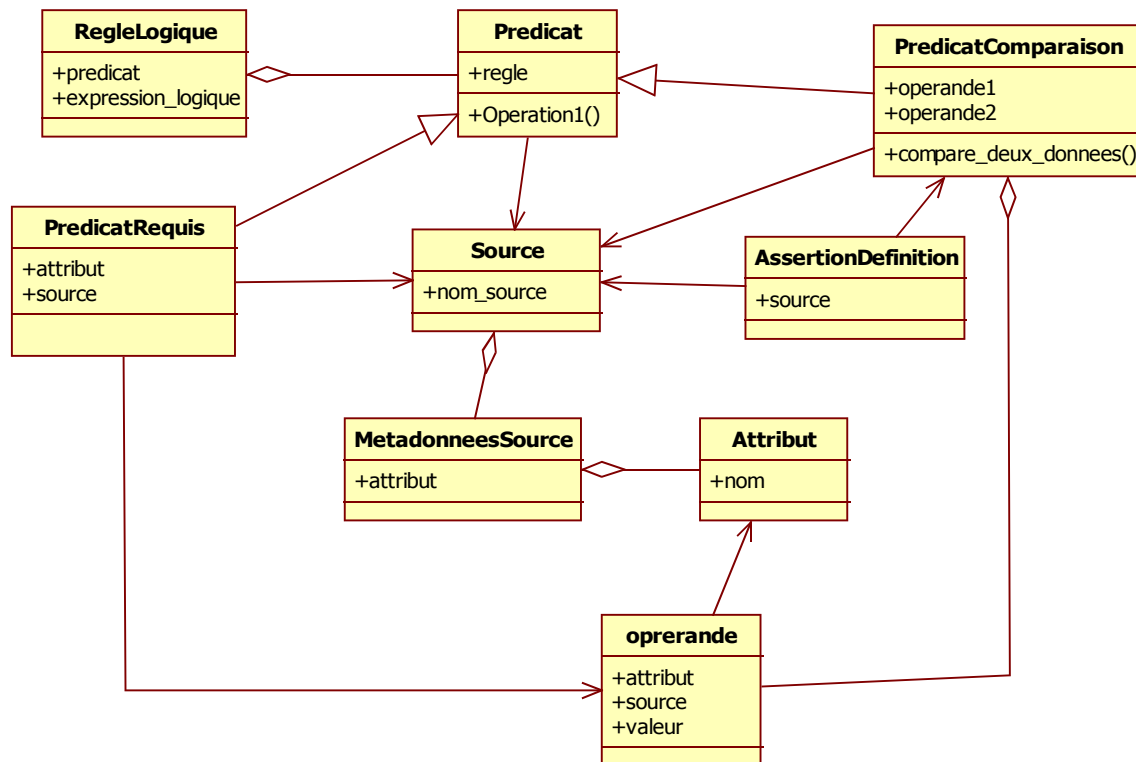 RegleLogique
+predicat
+expression_logique
Predicat
+regle
+Operation1()
PredicatComparaison
+operande1
+operande2
+compare_deux_donnees()
PredicatRequis
+attribut
+source
Source
+nom_source
AssertionDefinition
+source
MetadonneesSource
+attribut
Attribut
+nom
oprerande
+attribut
+source
+valeur